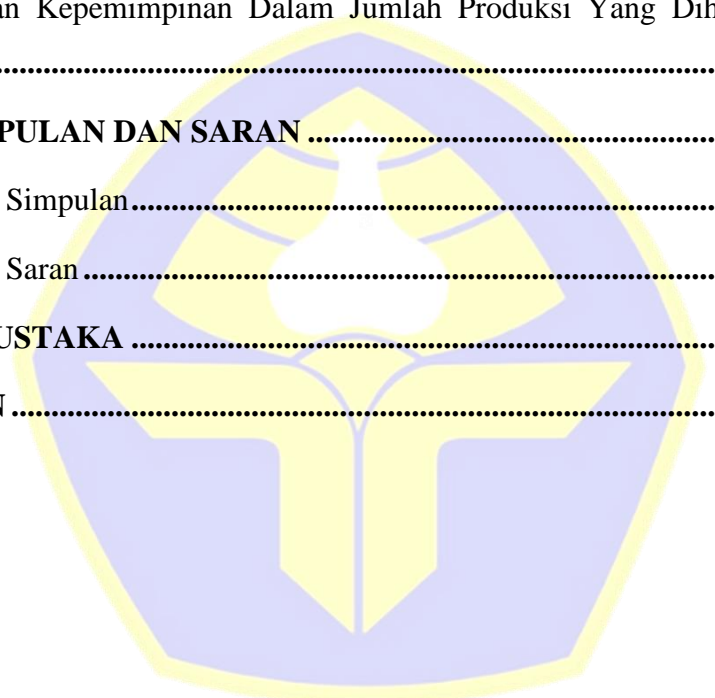 an Kepemimpinan Dalam Jumlah Produksi Yang Dih
........................................................................
PULAN DAN SARAN ................................................
Simpulan................................................................
Saran....................................................................
USTAKA ..............................................................
N..........................................................................